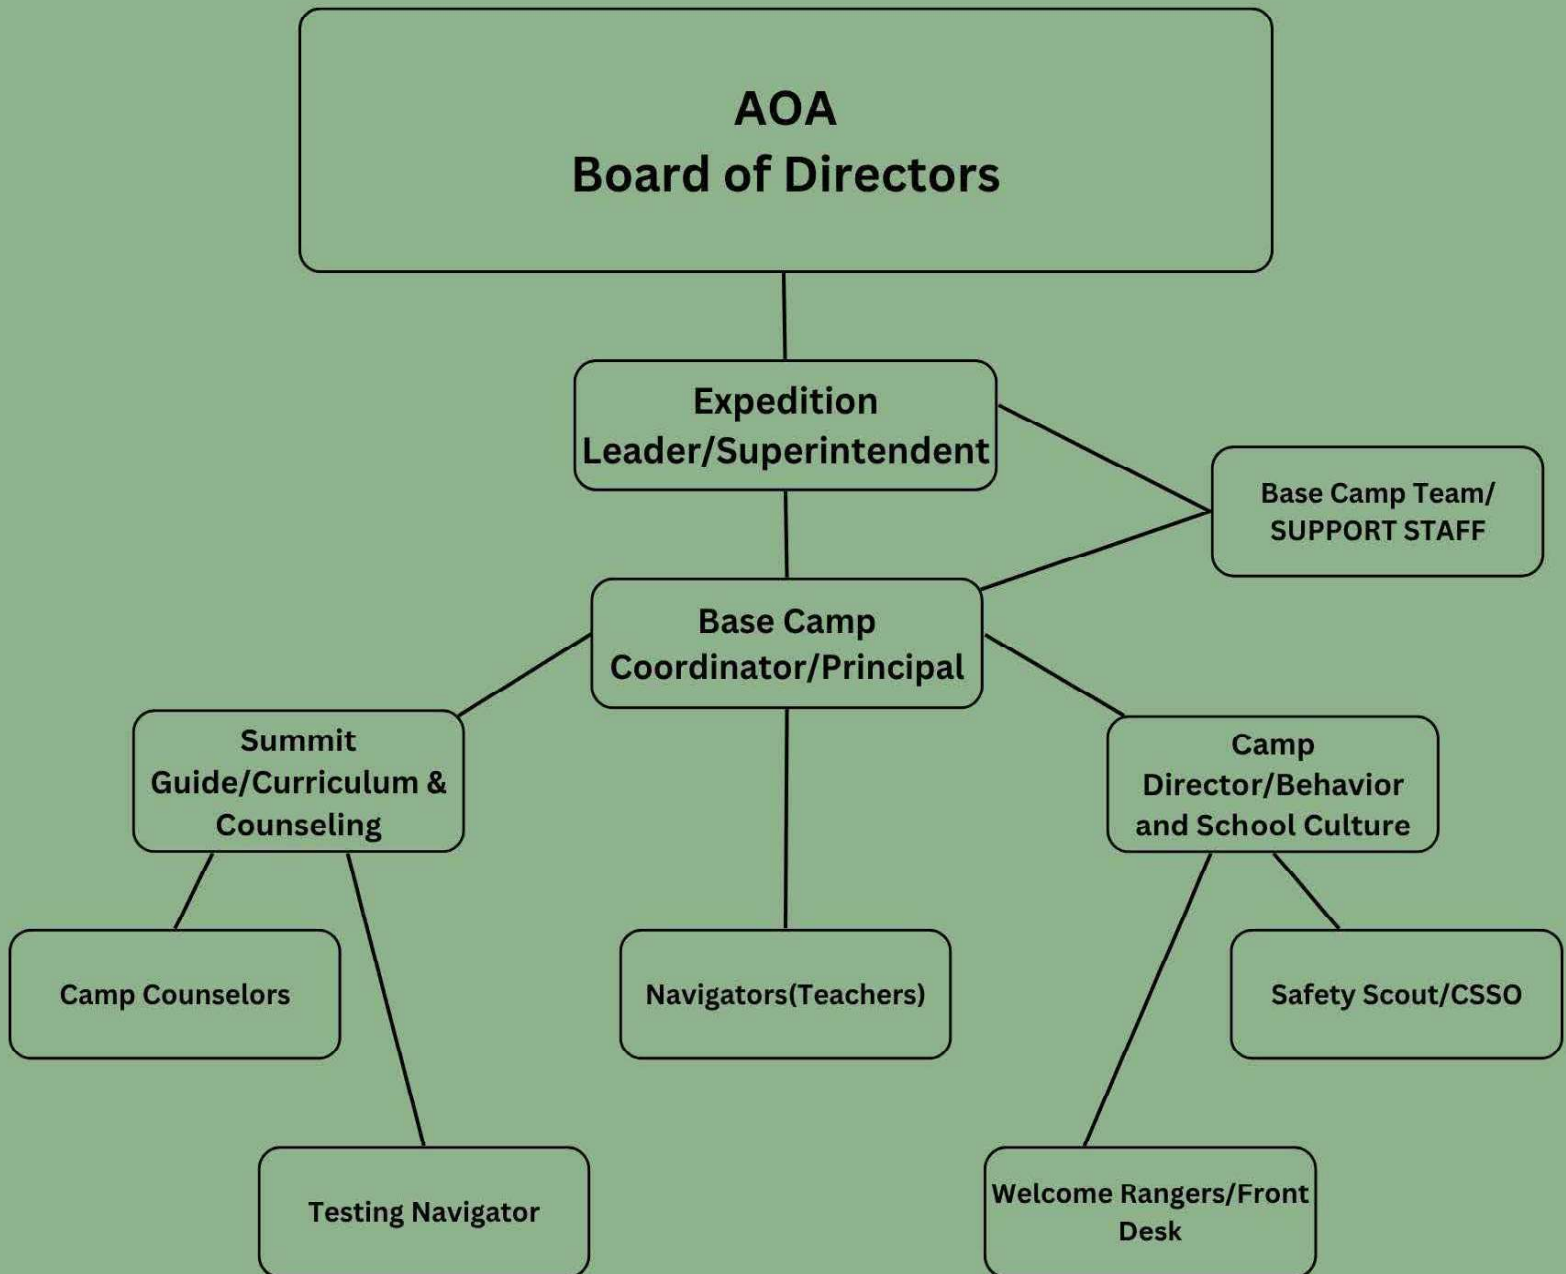 AOA
Board of Directors
Expedition
Leader/Superintendent
Base Camp Team/
SUPPORT STAFF
Base Camp
Coordinator/Principal
Summit
Guide/Curriculum &
Counseling
Camp
Director/Behavior
and School Culture
Camp Counselors
Navigators(Teachers)
Safety Scout/CSSO
Testing Navigator
Welcome Rangers/Front
Desk